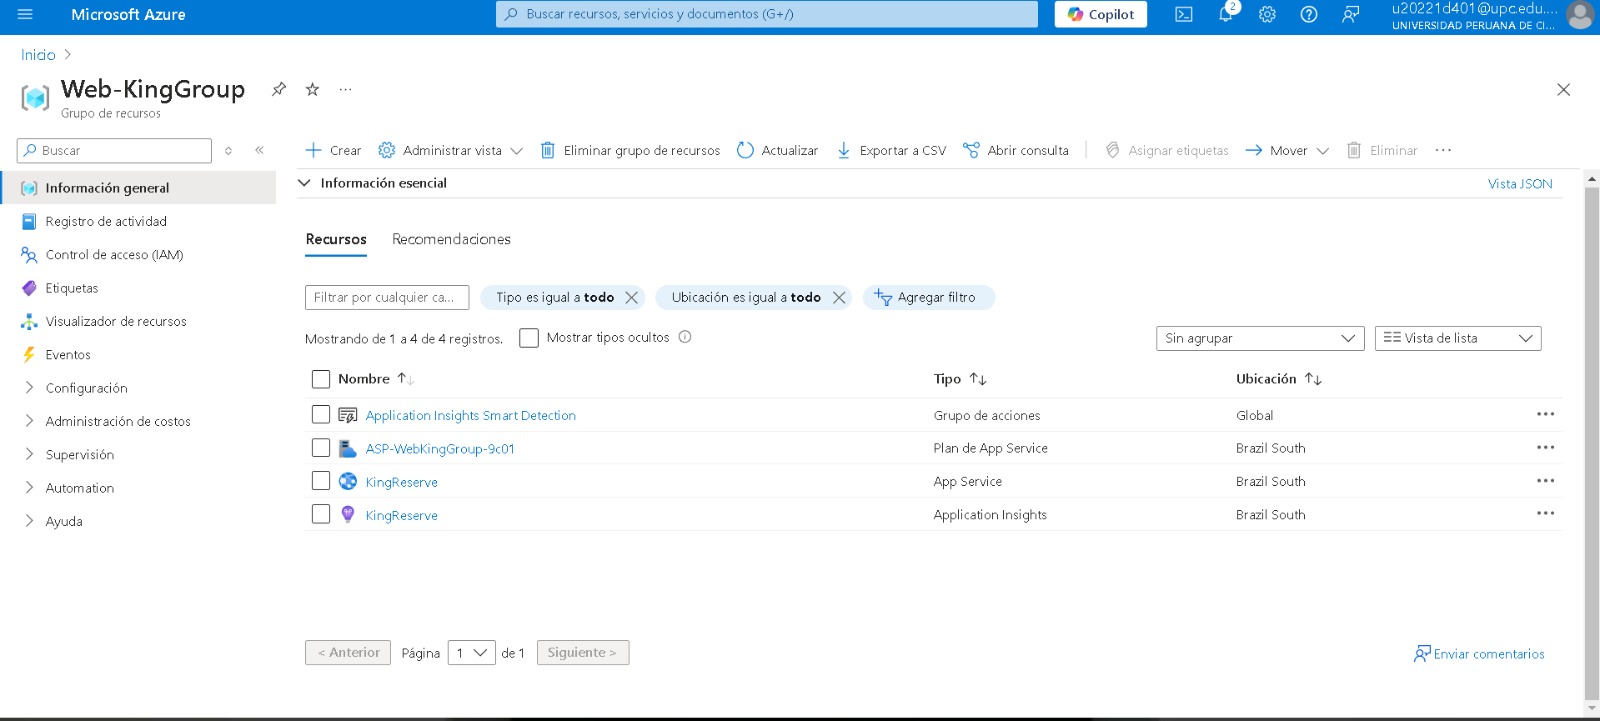 Microsoft Azure
Buscar recursos, servicios y documentos (G+/)
Copilot
2
u20221d401@upc.edu....
UNIVERSIDAD PERUANA DE CI...
Inicio
Web-KingGroup
Grupo de recursos
Buscar
Crear
Administrar vista
Eliminar grupo de recursos
Actualizar
Exportar a CSV
Abrir consulta
Asignar etiquetas
Mover
Eliminar
Información general
Registro de actividad
Control de acceso (IAM)
Etiquetas
Visualizador de recursos
Eventos
Configuración
Administración de costos
Supervisión
Automation
Ayuda
Información esencial
Vista JSON
Recursos
Recomendaciones
Filtrar por cualquier ca...
Tipo es igual a todo
Ubicación es igual a todo
Agregar filtro
Mostrando de 1 a 4 de 4 registros.
Mostrar tipos ocultos
Sin agrupar
Vista de lista
Nombre Tipo Ubicación
Application Insights Smart Detection Grupo de acciones Global
ASP-WebKingGroup-9c01 Plan de App Service Brazil South
KingReserve App Service Brazil South
KingReserve Application Insights Brazil South
< Anterior
Página 1 de 1
Siguiente >
Enviar comentarios